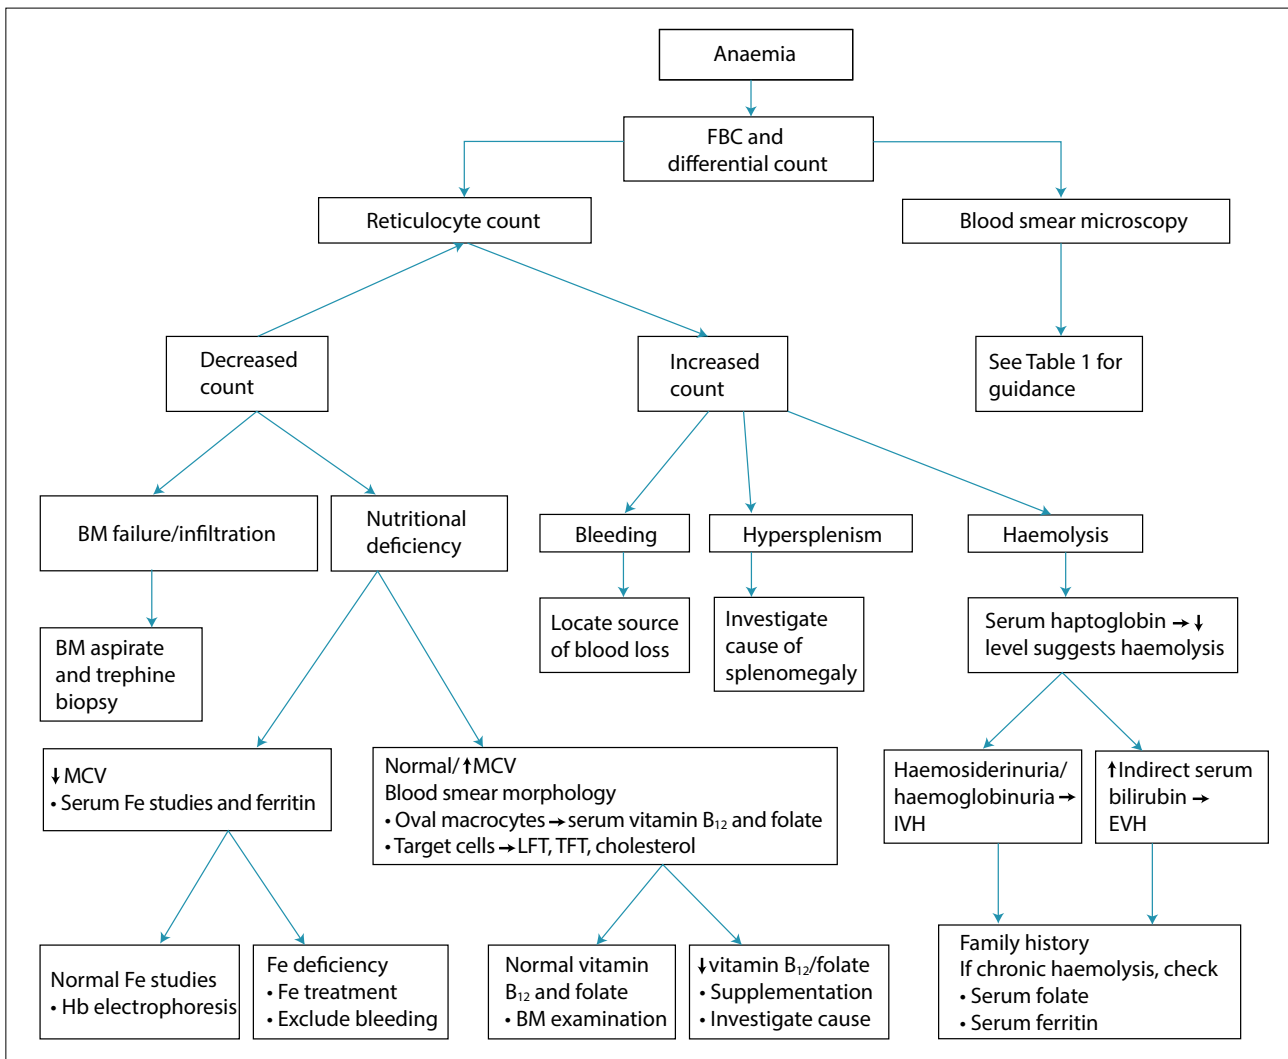 Anaemia
FBC and
differential count
Reticulocyte count
Blood smear microscopy
Decreased
count
Increased
count
See Table 1 for
guidance
BM failure/infiltration
Nutritional
deficiency
Bleeding
Hypersplenism
Haemolysis
BM aspirate
and trephine
biopsy
Locate source
of blood loss
Investigate
cause of
splenomegaly
Serum haptoglobin → ↓
level suggests haemolysis
↓ MCV
• Serum Fe studies and ferritin
Normal/↑MCV
Blood smear morphology
• Oval macrocytes → serum vitamin B₁₂ and folate
• Target cells → LFT, TFT, cholesterol
Haemosiderinuria/
haemoglobinuria →
IVH
↑Indirect serum
bilirubin →
EVH
Normal Fe studies
• Hb electrophoresis
Fe deficiency
• Fe treatment
• Exclude bleeding
Normal vitamin
B₁₂ and folate
• BM examination
↓vitamin B₁₂/folate
• Supplementation
• Investigate cause
Family history
If chronic haemolysis, check
• Serum folate
• Serum ferritin